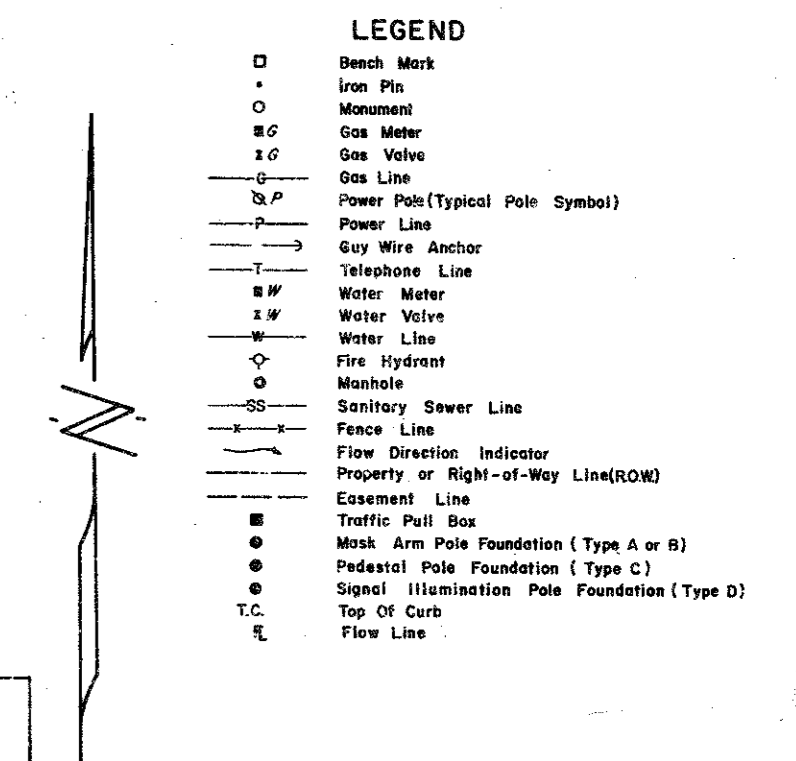 LEGEND
Bench Mark
Iron Pin
Monument
G Gas Meter
G Gas Valve
G Gas Line
P Power Pole (Typical Pole Symbol)
P Power Line
Guy Wire Anchor
T Telephone Line
W Water Meter
W Water Valve
W Water Line
Fire Hydrant
Manhole
SS Sanitary Sewer Line
x x Fence Line
Flow Direction Indicator
Property or Right-of-Way Line(R.O.W.)
Easement Line
Traffic Pull Box
Mask Arm Pole Foundation ( Type A or B)
Pedestal Pole Foundation ( Type C )
Signal Illumination Pole Foundation ( Type D)
T.C. Top Of Curb
FL Flow Line
N